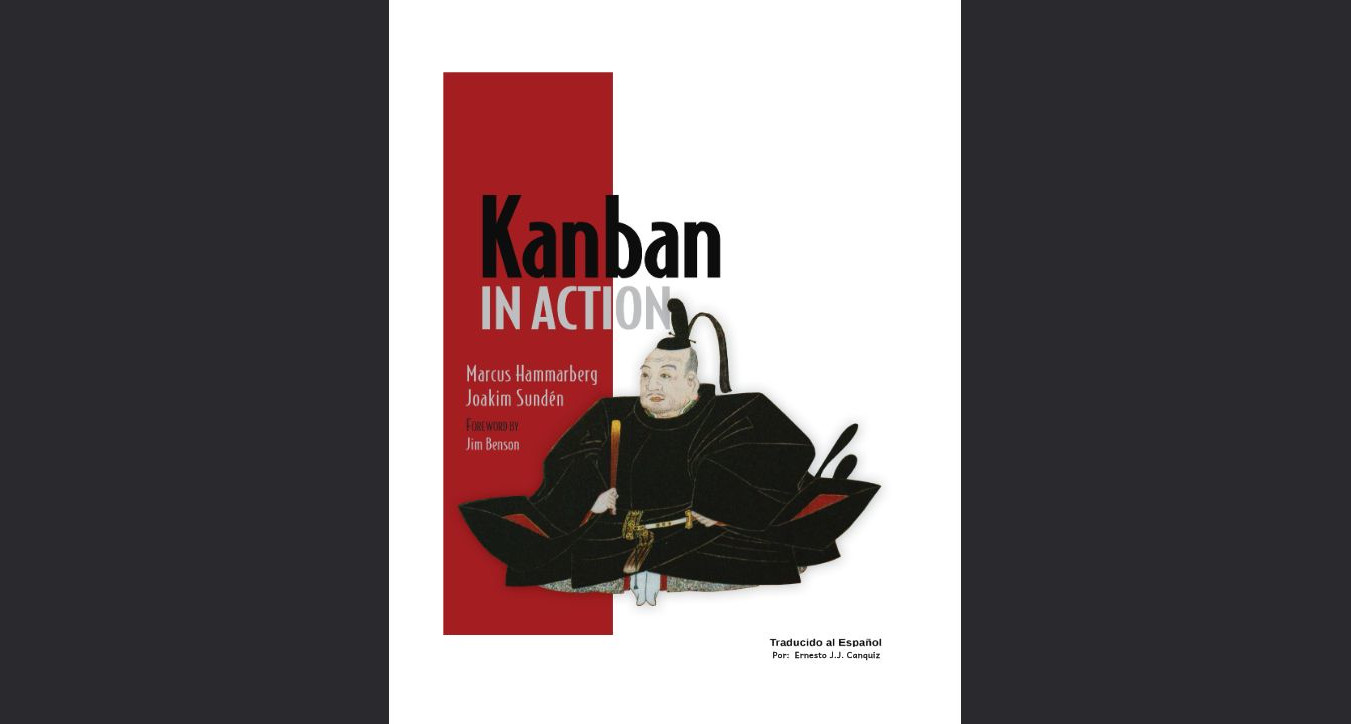 Kanban
IN ACTION
Marcus Hammarberg
Joakim Sundén
FOREWORD BY
Jim Benson
Traducido al Español
Por: Ernesto J.J. Canquiz